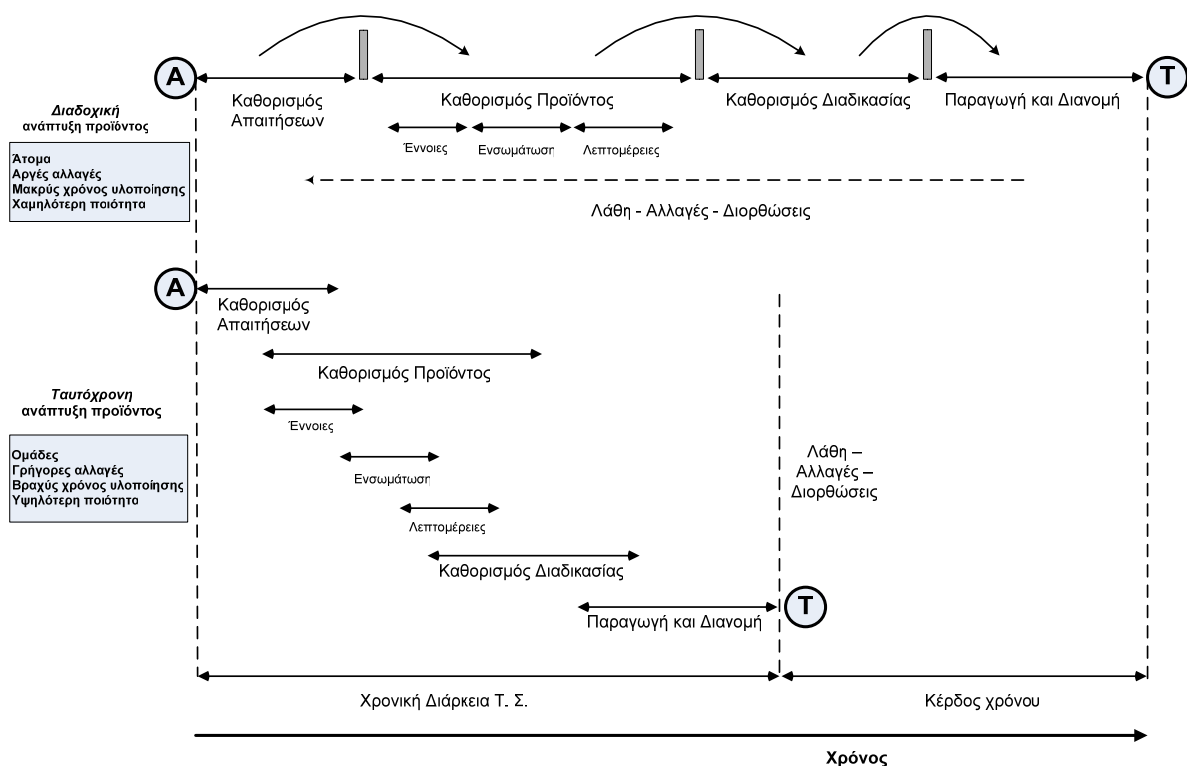 Α
Τ
Καθορισμός
Απαιτήσεων
Καθορισμός Προϊόντος
Καθορισμός Διαδικασίας
Παραγωγή και Διανομή
Διαδοχική
ανάπτυξη προϊόντος
Έννοιες
Ενσωμάτωση
Λεπτομέρειες
Άτομα
Αργές αλλαγές
Μακρύς χρόνος υλοποίησης
Χαμηλότερη ποιότητα
Λάθη - Αλλαγές - Διορθώσεις
Α
Καθορισμός
Απαιτήσεων
Καθορισμός Προϊόντος
Ταυτόχρονη
ανάπτυξη προϊόντος
Έννοιες
Ομάδες
Γρήγορες αλλαγές
Βραχύς χρόνος υλοποίησης
Υψηλότερη ποιότητα
Ενσωμάτωση
Λάθη –
Αλλαγές –
Διορθώσεις
Λεπτομέρειες
Καθορισμός Διαδικασίας
Παραγωγή και Διανομή
Τ
Χρονική Διάρκεια Τ. Σ.
Κέρδος χρόνου
Χρόνος